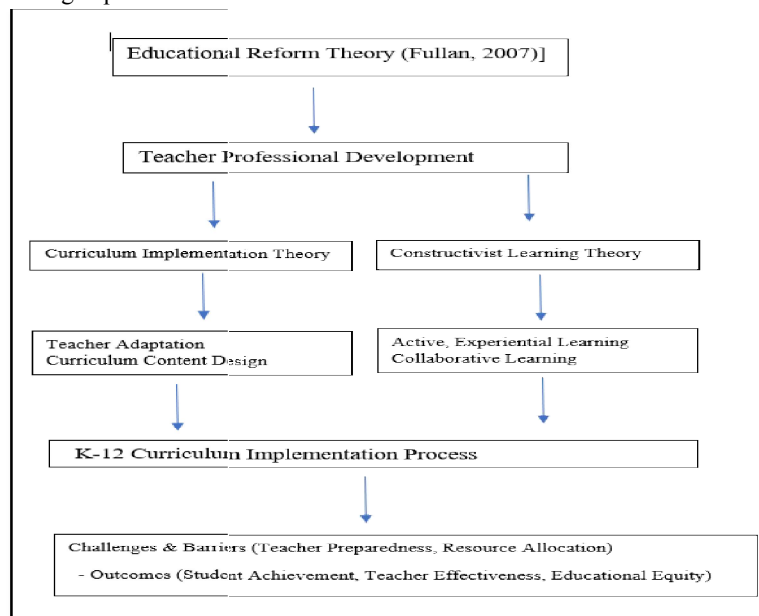 Educational Reform Theory (Fullan, 2007)]
Teacher Professional Development
Curriculum Implementation Theory
Constructivist Learning Theory
Teacher Adaptation
Curriculum Content Design
Active, Experiential Learning
Collaborative Learning
K-12 Curriculum Implementation Process
Challenges & Barriers (Teacher Preparedness, Resource Allocation)
- Outcomes (Student Achievement, Teacher Effectiveness, Educational Equity)